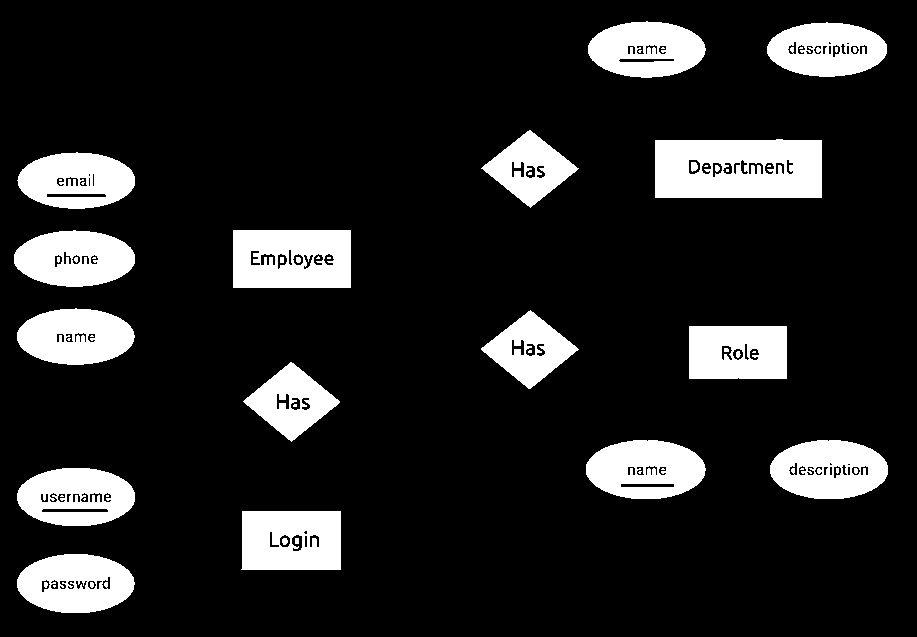 name
description
Has
Department
email
Employee
phone
name
Has
Role
Has
name
description
username
Login
password